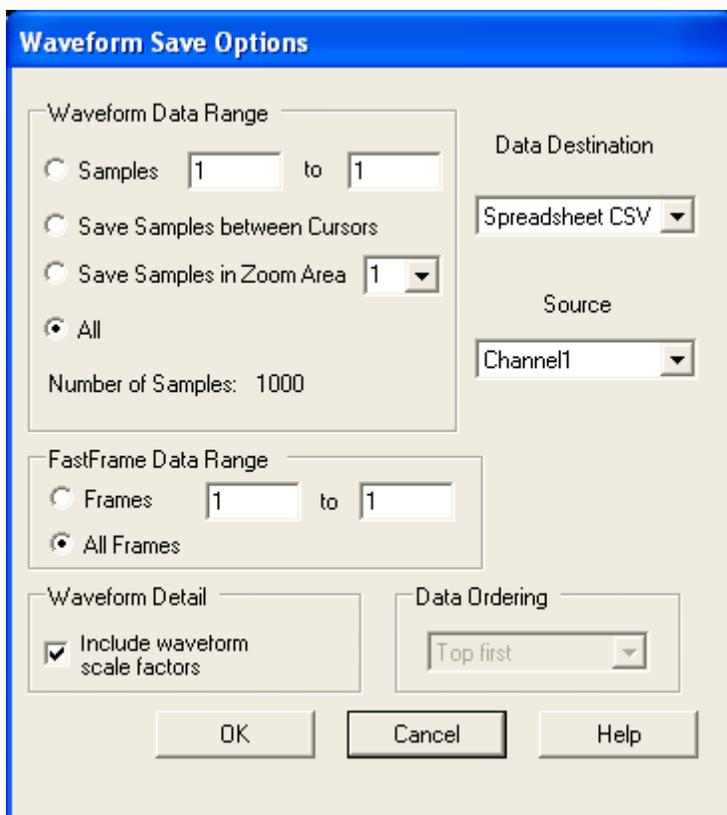 Waveform Save Options
Waveform Data Range
Samples 1 to 1
Save Samples between Cursors
Save Samples in Zoom Area 1
All
Number of Samples: 1000
Data Destination
Spreadsheet CSV
Source
Channel1
FastFrame Data Range
Frames 1 to 1
All Frames
Waveform Detail
Include waveform
scale factors
Data Ordering
Top first
OK Cancel Help